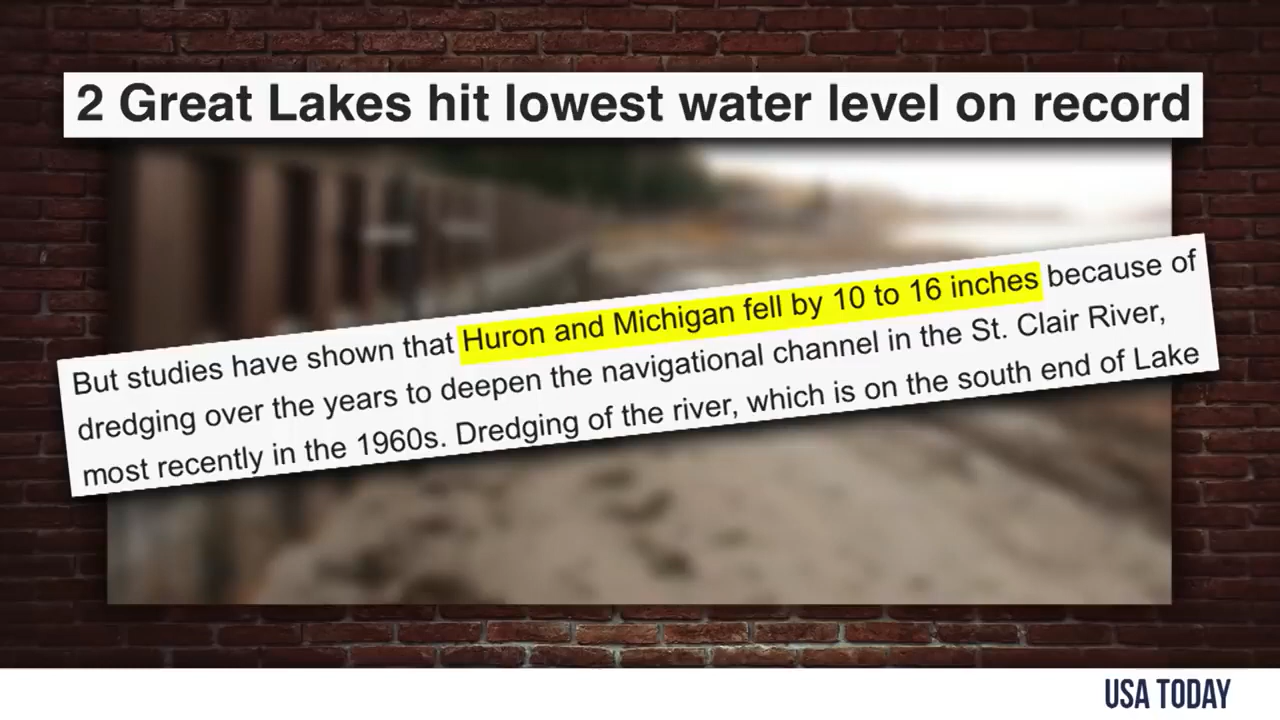 2 Great Lakes hit lowest water level on record
But studies have shown that Huron and Michigan fell by 10 to 16 inches because of
dredging over the years to deepen the navigational channel in the St. Clair River,
most recently in the 1960s. Dredging of the river, which is on the south end of Lake
USA TODAY